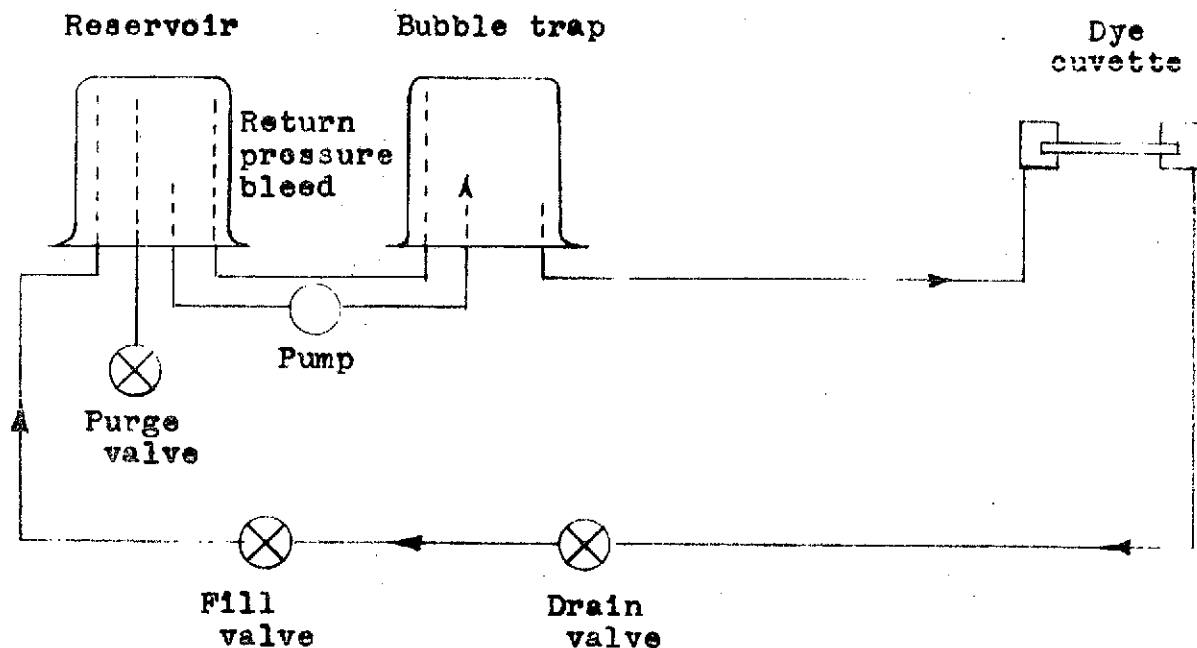 Reservoir
Bubble trap
Dye
cuvette
Return
pressure
bleed
Pump
Purge
valve
Fill
valve
Drain
valve